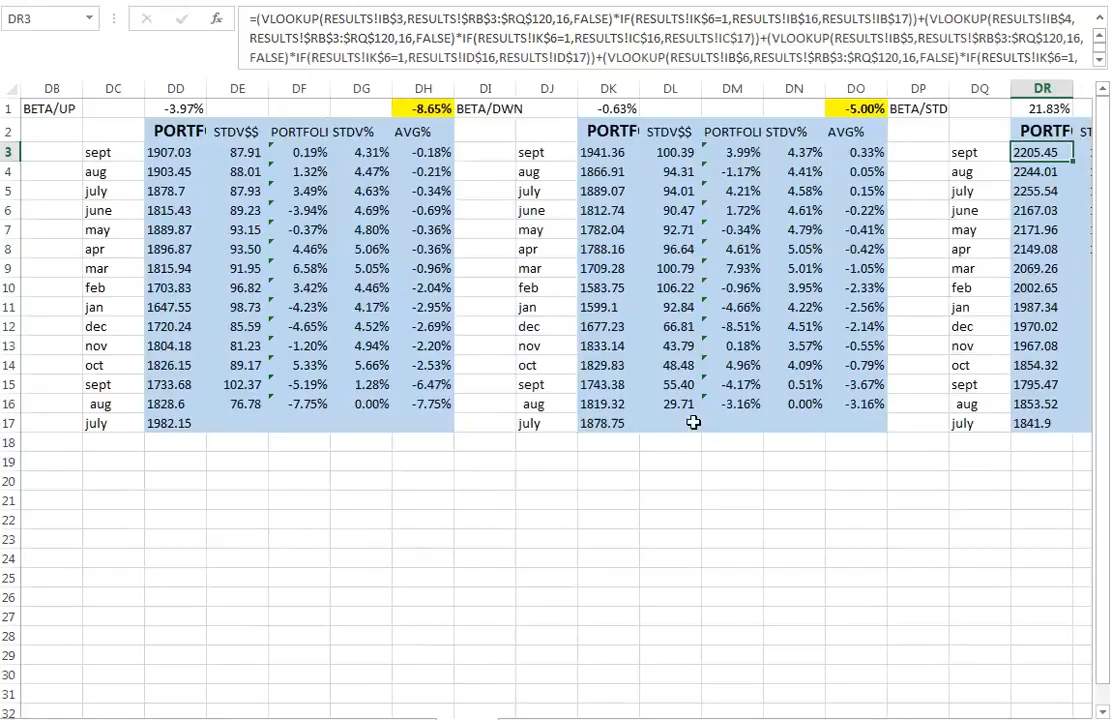 DR3 fx =(VLOOKUP(RESULTS!IB$3,RESULTS!$RB$3:$RQ$120,16,FALSE)*IF(RESULTS!IK$6=1,RESULTS!IB$16,RESULTS!IB$17))+(VLOOKUP(RESULTS!IB$4,
RESULTS!$RB$3:$RQ$120,16,FALSE)*IF(RESULTS!IK$6=1,RESULTS!IC$16,RESULTS!IC$17))+(VLOOKUP(RESULTS!IB$5,RESULTS!$RB$3:$RQ$120,16,
FALSE)*IF(RESULTS!IK$6=1,RESULTS!ID$16,RESULTS!ID$17))+(VLOOKUP(RESULTS!IB$6,RESULTS!$RB$3:$RQ$120,16,FALSE)*IF(RESULTS!IK$6=1,
DB DC DD DE DF DG DH DI DJ DK DL DM DN DO DP DQ DR
1 BETA/UP -3.97% -8.65% BETA/DWN -0.63% -5.00% BETA/STD 21.83%
2 PORTF STDV$$ PORTFOLI STDV% AVG% PORTF STDV$$ PORTFOLI STDV% AVG% PORTF ST
3 sept 1907.03 87.91 0.19% 4.31% -0.18% sept 1941.36 100.39 3.99% 4.37% 0.33% sept 2205.45
4 aug 1903.45 88.01 1.32% 4.47% -0.21% aug 1866.91 94.31 -1.17% 4.41% 0.05% aug 2244.01
5 july 1878.7 87.93 3.49% 4.63% -0.34% july 1889.07 94.01 4.21% 4.58% 0.15% july 2255.54
6 june 1815.43 89.23 -3.94% 4.69% -0.69% june 1812.74 90.47 1.72% 4.61% -0.22% june 2167.03
7 may 1889.87 93.15 -0.37% 4.80% -0.36% may 1782.04 92.71 -0.34% 4.79% -0.41% may 2171.96
8 apr 1896.87 93.50 4.46% 5.06% -0.36% apr 1788.16 96.64 4.61% 5.05% -0.42% apr 2149.08
9 mar 1815.94 91.95 6.58% 5.05% -0.96% mar 1709.28 100.79 7.93% 5.01% -1.05% mar 2069.26
10 feb 1703.83 96.82 3.42% 4.46% -2.04% feb 1583.75 106.22 -0.96% 3.95% -2.33% feb 2002.65
11 jan 1647.55 98.73 -4.23% 4.17% -2.95% jan 1599.1 92.84 -4.66% 4.22% -2.56% jan 1987.34
12 dec 1720.24 85.59 -4.65% 4.52% -2.69% dec 1677.23 66.81 -8.51% 4.51% -2.14% dec 1970.02
13 nov 1804.18 81.23 -1.20% 4.94% -2.20% nov 1833.14 43.79 0.18% 3.57% -0.55% nov 1967.08
14 oct 1826.15 89.17 5.33% 5.66% -2.53% oct 1829.83 48.48 4.96% 4.09% -0.79% oct 1854.32
15 sept 1733.68 102.37 -5.19% 1.28% -6.47% sept 1743.38 55.40 -4.17% 0.51% -3.67% sept 1795.47
16 aug 1828.6 76.78 -7.75% 0.00% -7.75% aug 1819.32 29.71 -3.16% 0.00% -3.16% aug 1853.52
17 july 1982.15 july 1878.75 july 1841.9
18
19
20
21
22
23
24
25
26
27
28
29
30
31
32